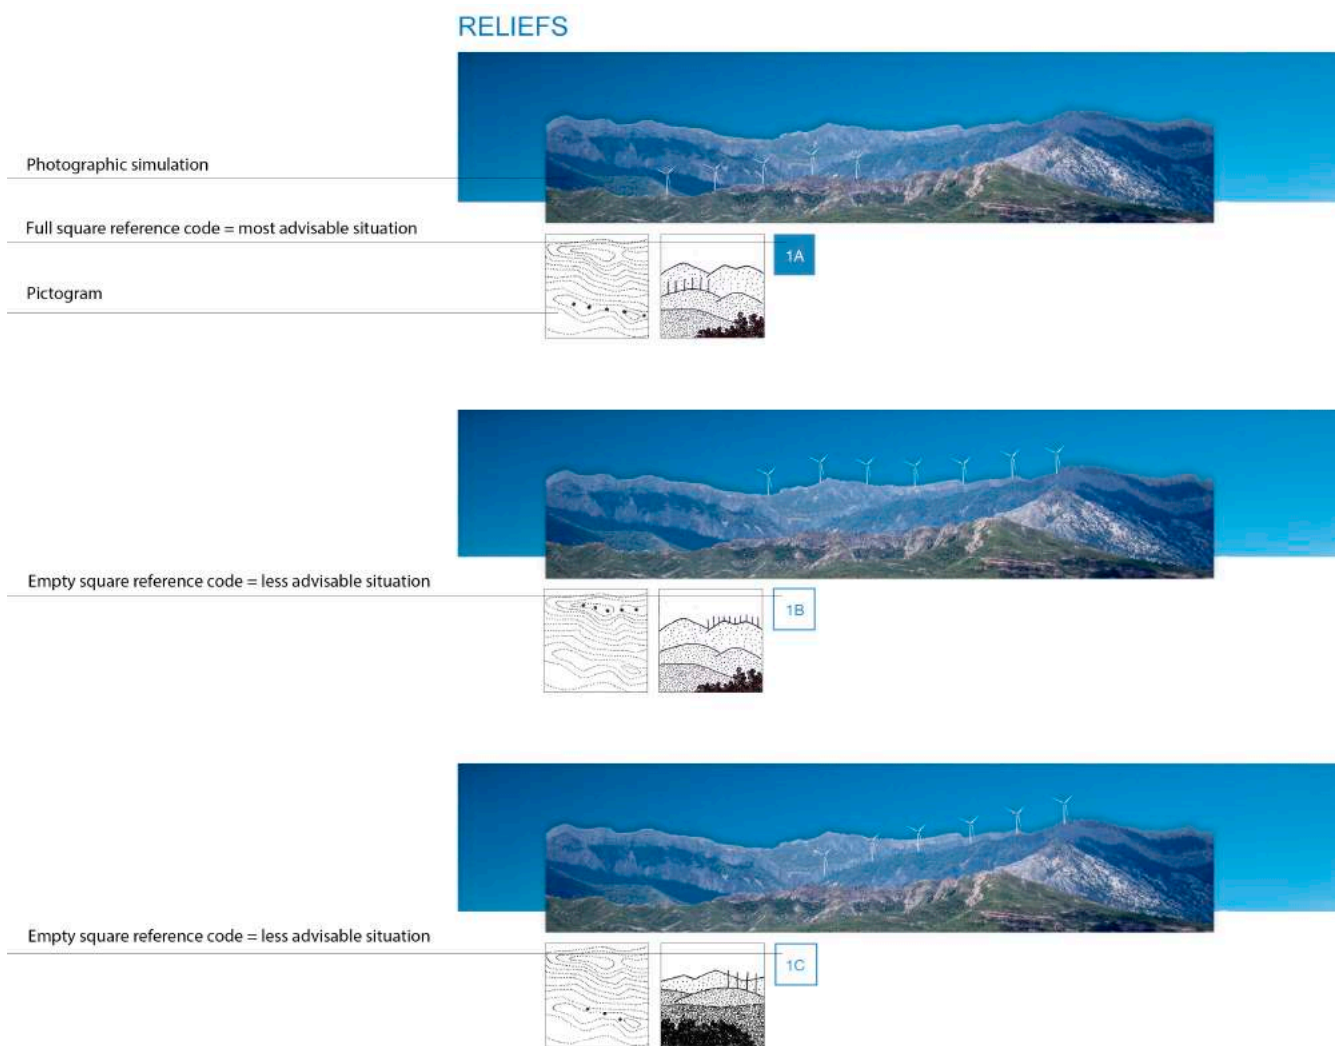 RELIEFS
Photographic simulation
Full square reference code = most advisable situation
1A
Pictogram
Empty square reference code = less advisable situation
1B
Empty square reference code = less advisable situation
1C